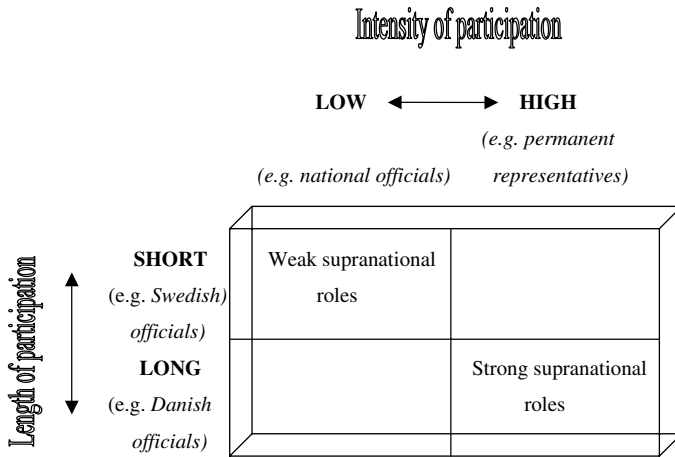 Intensity of participation
LOW HIGH
(e.g. permanent
(e.g. national officials) representatives)
Length of participation
SHORT Weak supranational
(e.g. Swedish) roles
officials)
LONG Strong supranational
(e.g. Danish roles
officials)